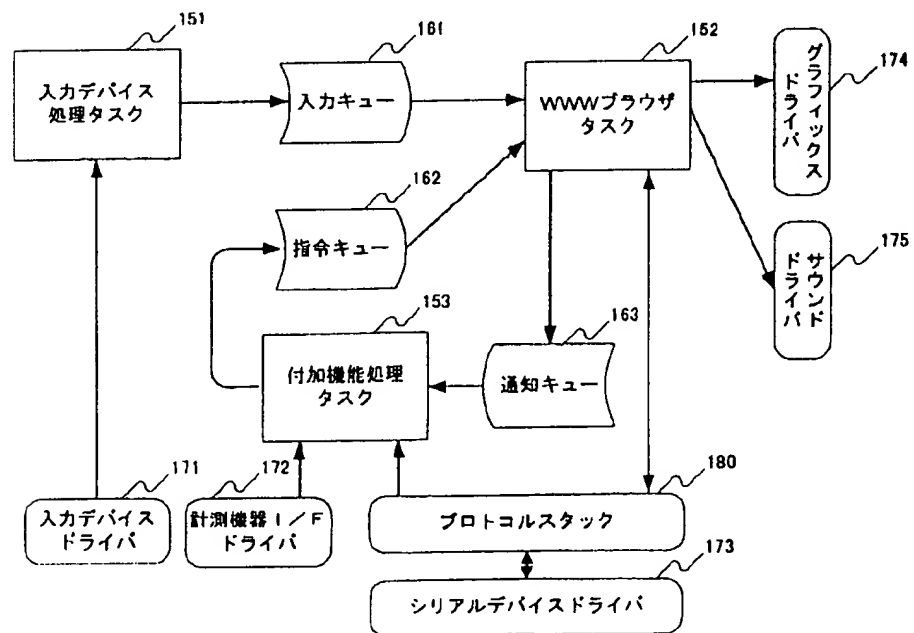 151
入力デバイス
処理タスク
161
入力キュー
152
WWWブラウザ
タスク
グラフィックス
ドライバ
174
162
指令キュー
サウンド
ドライバ
175
153
付加機能処理
タスク
163
通知キュー
171
入力デバイス
ドライバ
172
計測機器I/F
ドライバ
180
プロトコルスタック
173
シリアルデバイスドライバ